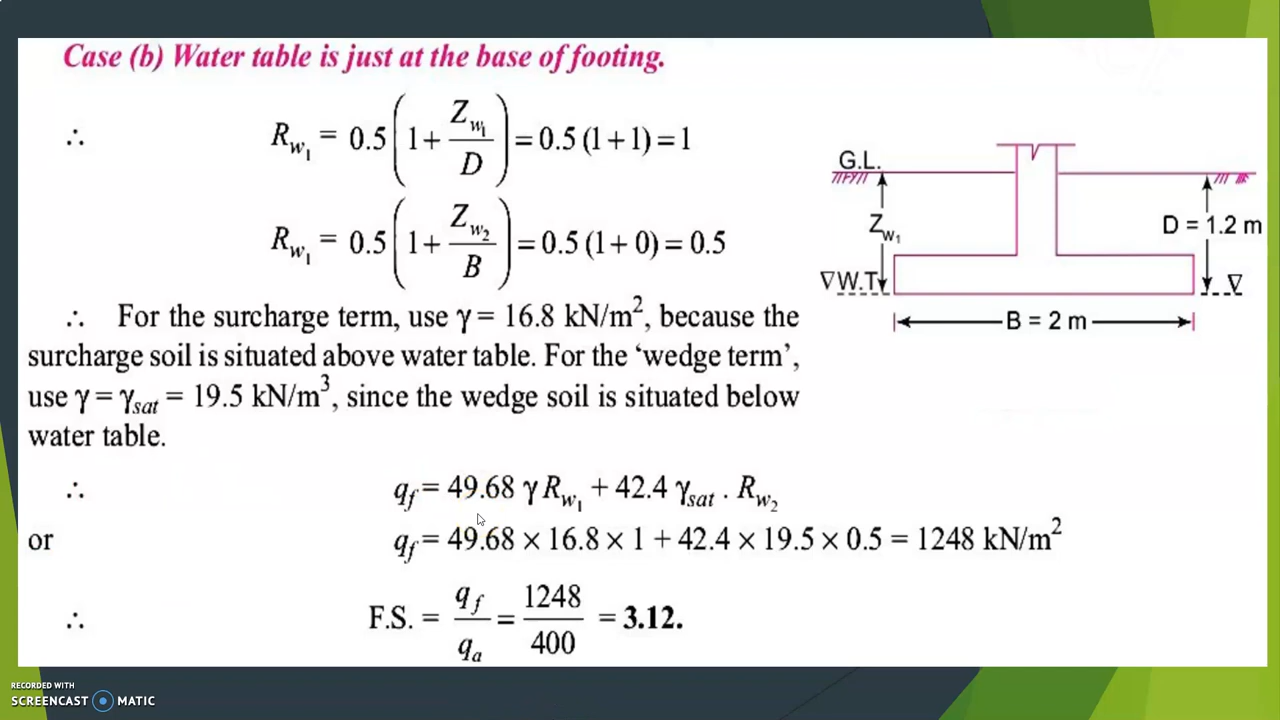 Case (b) Water table is just at the base of footing.
∴ R_w₁ = 0.5 (1 + Z_w₁/D) = 0.5 (1 + 1) = 1
R_w₁ = 0.5 (1 + Z_w₂/B) = 0.5 (1 + 0) = 0.5
G.L.
Z_w₁
D = 1.2 m
∇W.T
∇
B = 2 m
∴ For the surcharge term, use γ = 16.8 kN/m², because the
surcharge soil is situated above water table. For the ‘wedge term’,
use γ = γ_sat = 19.5 kN/m³, since the wedge soil is situated below
water table.
∴ q_f = 49.68 γ R_w₁ + 42.4 γ_sat . R_w₂
or q_f = 49.68 × 16.8 × 1 + 42.4 × 19.5 × 0.5 = 1248 kN/m²
∴ F.S. = q_f/q_a = 1248/400 = 3.12.
RECORDED WITH
SCREENCAST MATIC